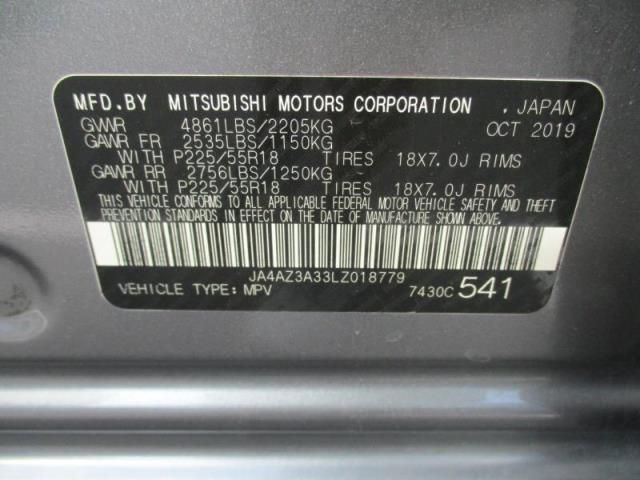 MFD.BY MITSUBISHI MOTORS CORPORATION . JAPAN
GVWR 4861LBS/2205KG OCT 2019
GAWR FR 2535LBS/1150KG
WITH P225/55R18 TIRES 18X7.0J RIMS
GAWR RR 2756LBS/1250KG
WITH P225/55R18 TIRES 18X7.0J RIMS
THIS VEHICLE CONFORMS TO ALL APPLICABLE FEDERAL MOTOR VEHICLE SAFETY AND THEFT
PREVENTION STANDARDS IN EFFECT ON THE DATE OF MANUFACTURE SHOWN ABOVE.
JA4AZ3A33LZ018779
VEHICLE TYPE: MPV 7430C 541